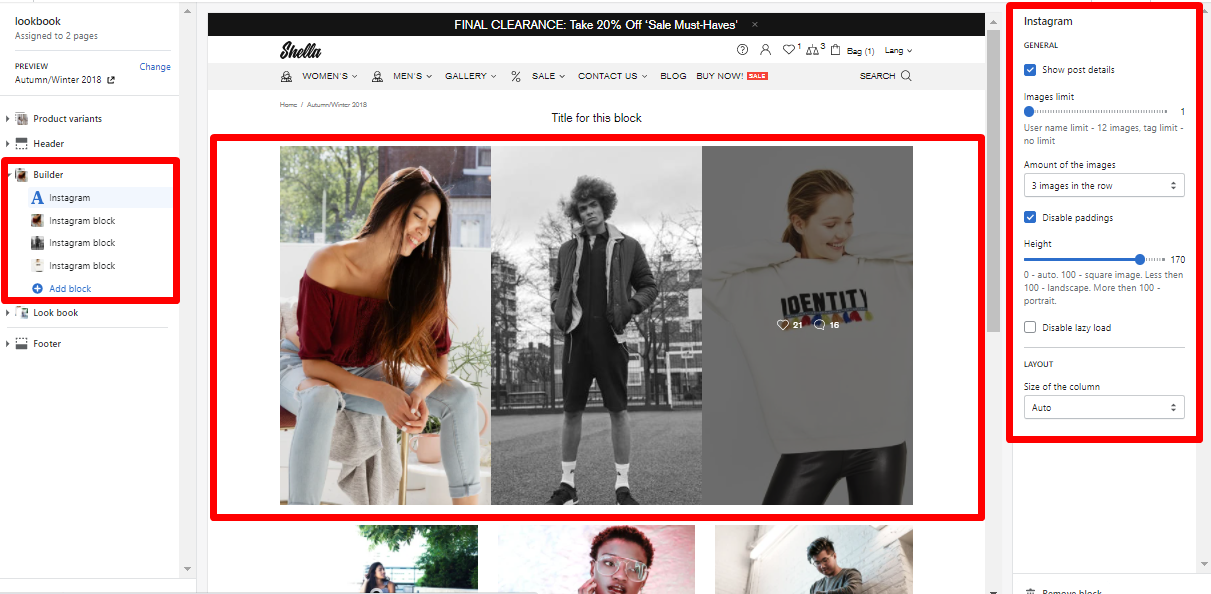 lookbook
Assigned to 2 pages
PREVIEW
Change
Autumn/Winter 2018
Product variants
Header
Builder
A Instagram
Instagram block
Instagram block
Instagram block
Add block
Look book
Footer
FINAL CLEARANCE: Take 20% Off 'Sale Must-Haves' ×
Shella
1 3 Bag (1) Lang
WOMEN'S MEN'S GALLERY % SALE CONTACT US BLOG BUY NOW! SALE SEARCH
Home / Autumn/Winter 2018
Title for this block
IDENTITY
21 16
Instagram
GENERAL
Show post details
Images limit
1
User name limit - 12 images, tag limit -
no limit
Amount of the images
3 images in the row
Disable paddings
Height
170
0 - auto. 100 - square image. Less then
100 - landscape. More then 100 -
portrait.
Disable lazy load
LAYOUT
Size of the column
Auto
Remove block